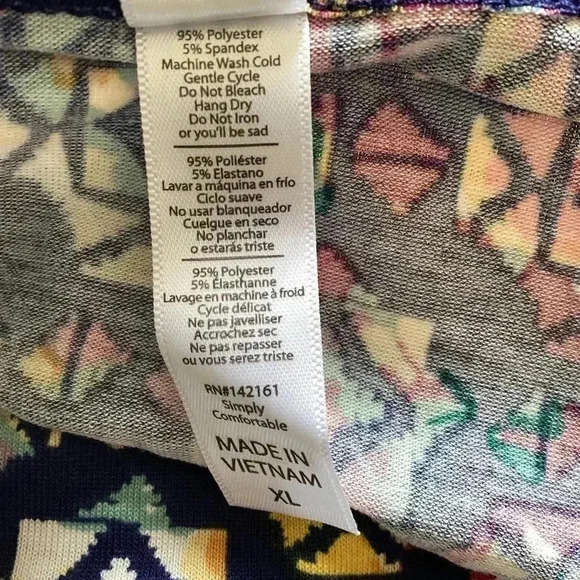 95% Polyester
5% Spandex
Machine Wash Cold
Gentle Cycle
Do Not Bleach
Hang Dry
Do Not Iron
or you'll be sad
95% Poliéster
5% Elastano
Lavar a máquina en frío
Ciclo suave
No usar blanqueador
Cuelgue en seco
No planchar
o estarás triste
95% Polyester
5% Élasthanne
Lavage en machine à froid
Cycle délicat
Ne pas javelliser
Accrochez sec
Ne pas repasser
ou vous serez triste
RN#142161
Simply
Comfortable
MADE IN
VIETNAM
XL